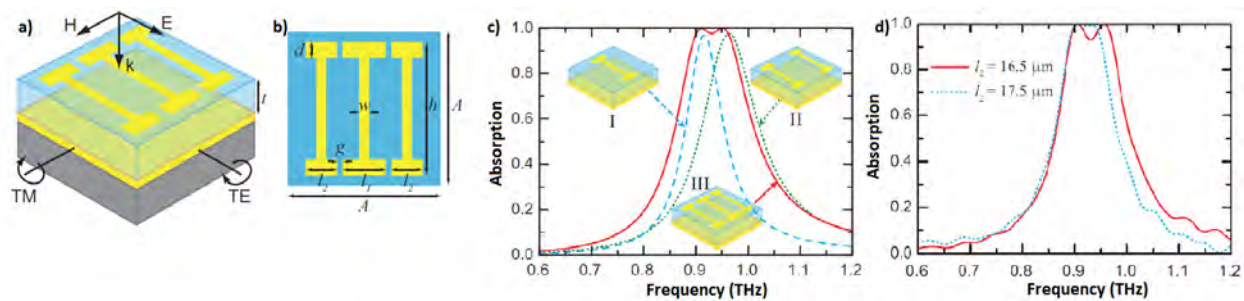 a)
H
E
k
t
TM
TE
b)
d
w
h
A
g
l₂
l₁
l₂
A
c)
Absorption
1.0
0.8
0.6
0.4
0.2
0.0
I
II
III
0.6 0.7 0.8 0.9 1.0 1.1 1.2
Frequency (THz)
d)
Absorption
1.0
0.8
0.6
0.4
0.2
0.0
l₂ = 16.5 μm
l₂ = 17.5 μm
0.6 0.7 0.8 0.9 1.0 1.1 1.2
Frequency (THz)